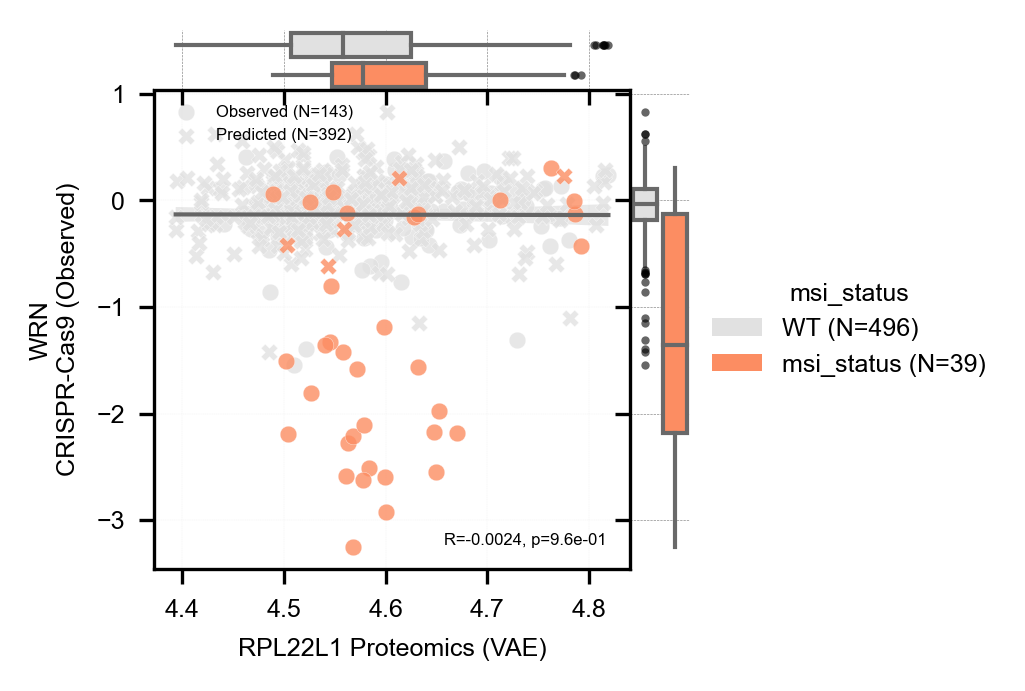 1
0
−1
−2
−3
WRN
CRISPR-Cas9 (Observed)
Observed (N=143)
Predicted (N=392)
R=-0.0024, p=9.6e-01
4.4 4.5 4.6 4.7 4.8
RPL22L1 Proteomics (VAE)
msi_status
WT (N=496)
msi_status (N=39)